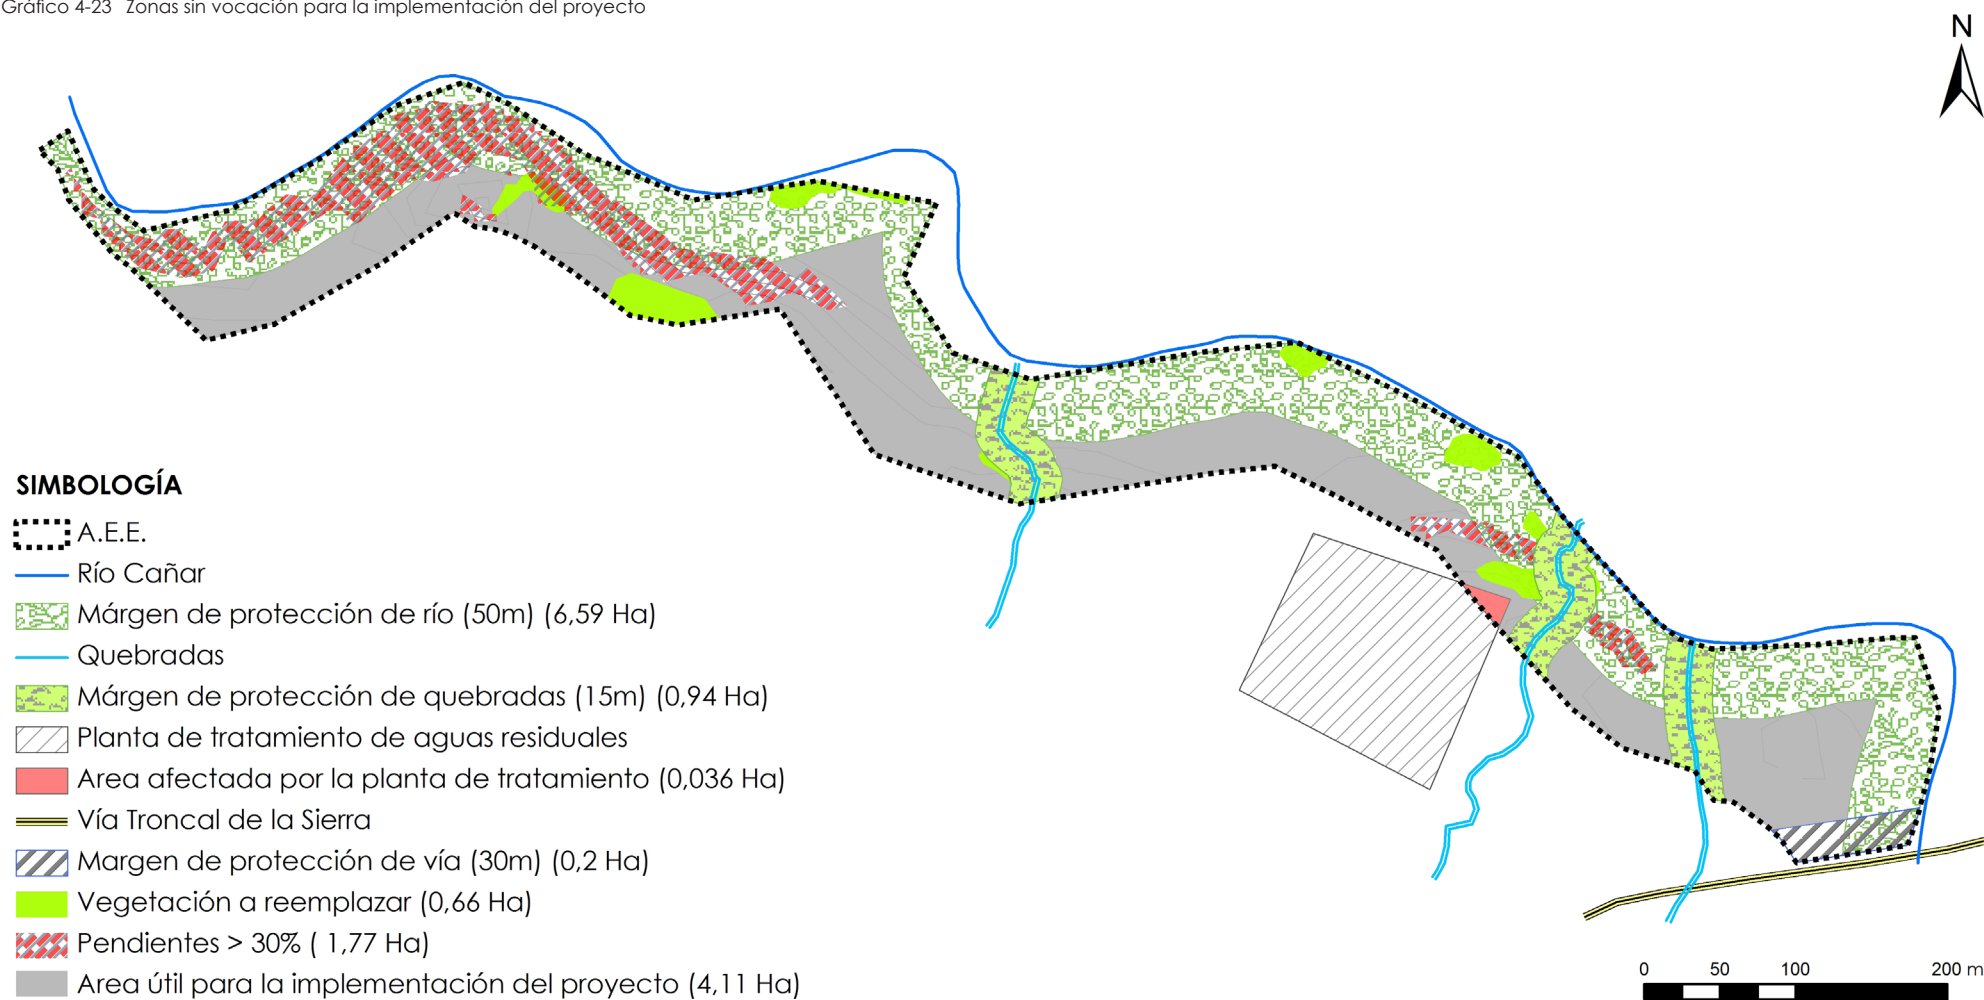 Gráfico 4-23   Zonas sin vocación para la implementación del proyecto
N
SIMBOLOGÍA
A.E.E.
Río Cañar
Márgen de protección de río (50m) (6,59 Ha)
Quebradas
Márgen de protección de quebradas (15m) (0,94 Ha)
Planta de tratamiento de aguas residuales
Area afectada por la planta de tratamiento (0,036 Ha)
Vía Troncal de la Sierra
Margen de protección de vía (30m) (0,2 Ha)
Vegetación a reemplazar (0,66 Ha)
Pendientes > 30% ( 1,77 Ha)
Area útil para la implementación del proyecto (4,11 Ha)
0 50 100 200 m